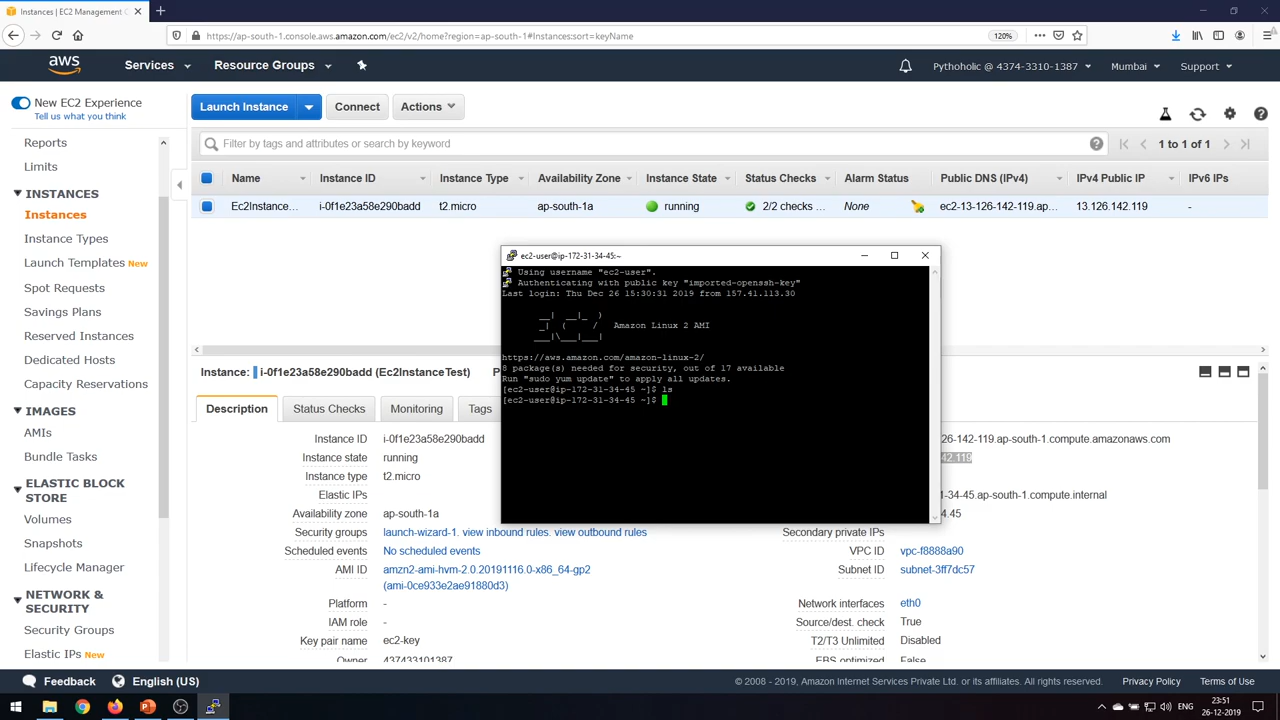 Instances | EC2 Management C
https://ap-south-1.console.aws.amazon.com/ec2/v2/home?region=ap-south-1#Instances:sort=keyName
120%
aws
Services
Resource Groups
Pythoholic @ 4374-3310-1387
Mumbai
Support
New EC2 Experience
Tell us what you think
Reports
Limits
INSTANCES
Instances
Instance Types
Launch Templates New
Spot Requests
Savings Plans
Reserved Instances
Dedicated Hosts
Capacity Reservations
IMAGES
AMIs
Bundle Tasks
ELASTIC BLOCK
STORE
Volumes
Snapshots
Lifecycle Manager
NETWORK &
SECURITY
Security Groups
Elastic IPs New
Launch Instance
Connect
Actions
Filter by tags and attributes or search by keyword
1 to 1 of 1
Name Instance ID Instance Type Availability Zone Instance State Status Checks Alarm Status Public DNS (IPv4) IPv4 Public IP IPv6 IPs
Ec2Instance... i-0f1e23a58e290badd t2.micro ap-south-1a running 2/2 checks ... None ec2-13-126-142-119.ap... 13.126.142.119 -
ec2-user@ip-172-31-34-45:~
Using username "ec2-user".
Authenticating with public key "imported-openssh-key"
Last login: Thu Dec 26 15:30:31 2019 from 157.41.113.30
__| __|_ )
_| ( / Amazon Linux 2 AMI
___|\___|___|
https://aws.amazon.com/amazon-linux-2/
8 package(s) needed for security, out of 17 available
Run "sudo yum update" to apply all updates.
[ec2-user@ip-172-31-34-45 ~]$ ls
[ec2-user@ip-172-31-34-45 ~]$
Instance: i-0f1e23a58e290badd (Ec2InstanceTest) P
Description
Status Checks
Monitoring
Tags
Instance ID i-0f1e23a58e290badd
Instance state running
Instance type t2.micro
Elastic IPs
Availability zone ap-south-1a
Security groups launch-wizard-1. view inbound rules. view outbound rules
Scheduled events No scheduled events
AMI ID amzn2-ami-hvm-2.0.20191116.0-x86_64-gp2
(ami-0ce933e2ae91880d3)
Platform -
IAM role -
Key pair name ec2-key
Owner 437433101387
26-142-119.ap-south-1.compute.amazonaws.com
42.119
1-34-45.ap-south-1.compute.internal
4.45
Secondary private IPs
VPC ID vpc-f8888a90
Subnet ID subnet-3ff7dc57
Network interfaces eth0
Source/dest. check True
T2/T3 Unlimited Disabled
EBS optimized False
Feedback
English (US)
© 2008 - 2019, Amazon Internet Services Private Ltd. or its affiliates. All rights reserved.
Privacy Policy
Terms of Use
ENG
23:51
26-12-2019